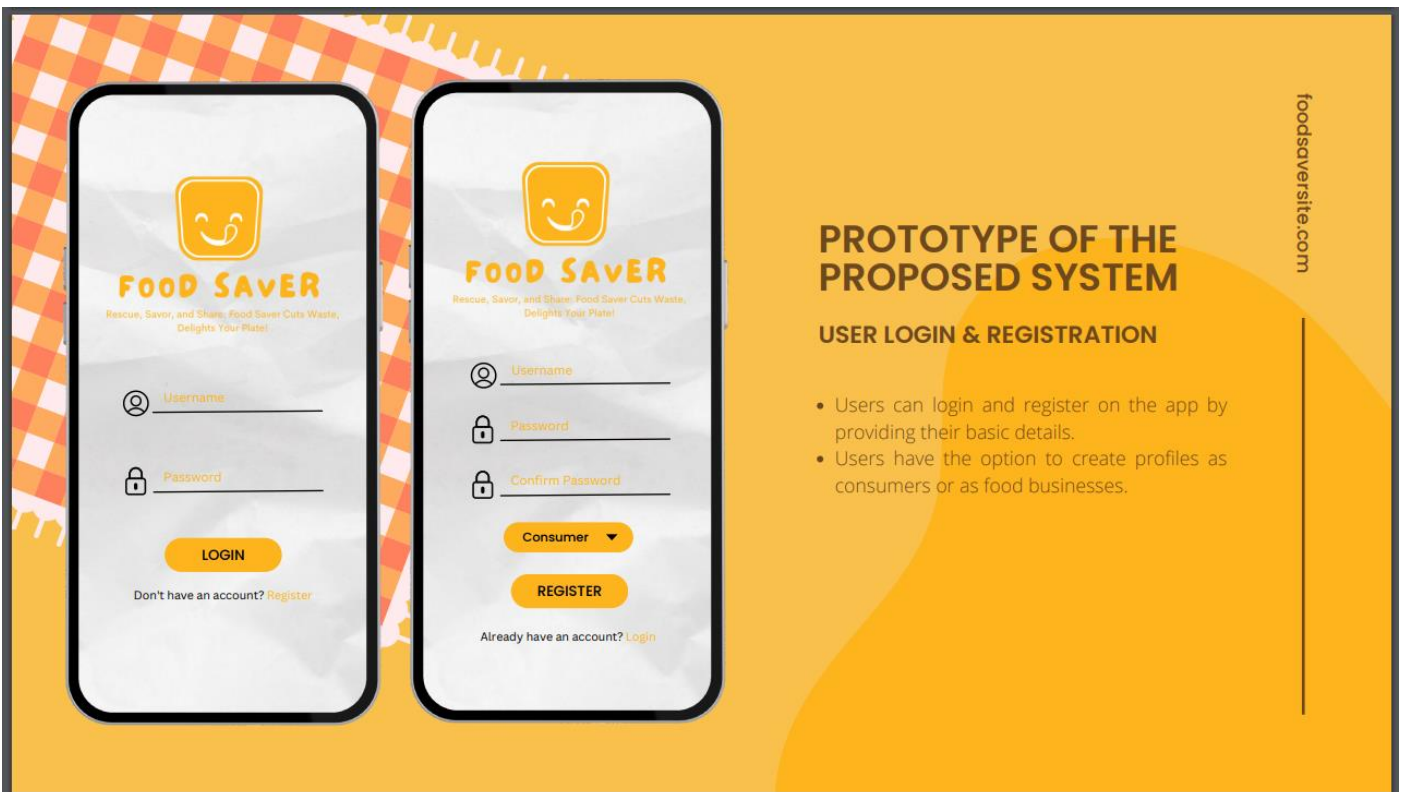 FOOD SAVER
Rescue, Savor, and Share: Food Saver Cuts Waste,
Delights Your Plate!
Username
Password
LOGIN
Don't have an account? Register
FOOD SAVER
Rescue, Savor, and Share: Food Saver Cuts Waste,
Delights Your Plate!
Username
Password
Confirm Password
Consumer
REGISTER
Already have an account? Login
PROTOTYPE OF THE
PROPOSED SYSTEM
USER LOGIN & REGISTRATION
• Users can login and register on the app by
providing their basic details.
• Users have the option to create profiles as
consumers or as food businesses.
foodsaversite.com